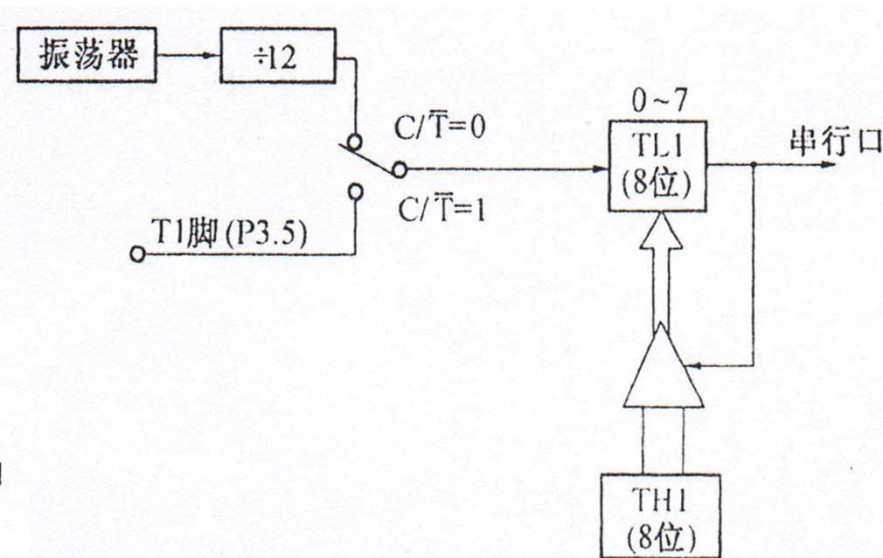 振荡器
÷12
C/T̅=0
C/T̅=1
T1脚(P3.5)
0~7
TL1
(8位)
串行口
TH1
(8位)